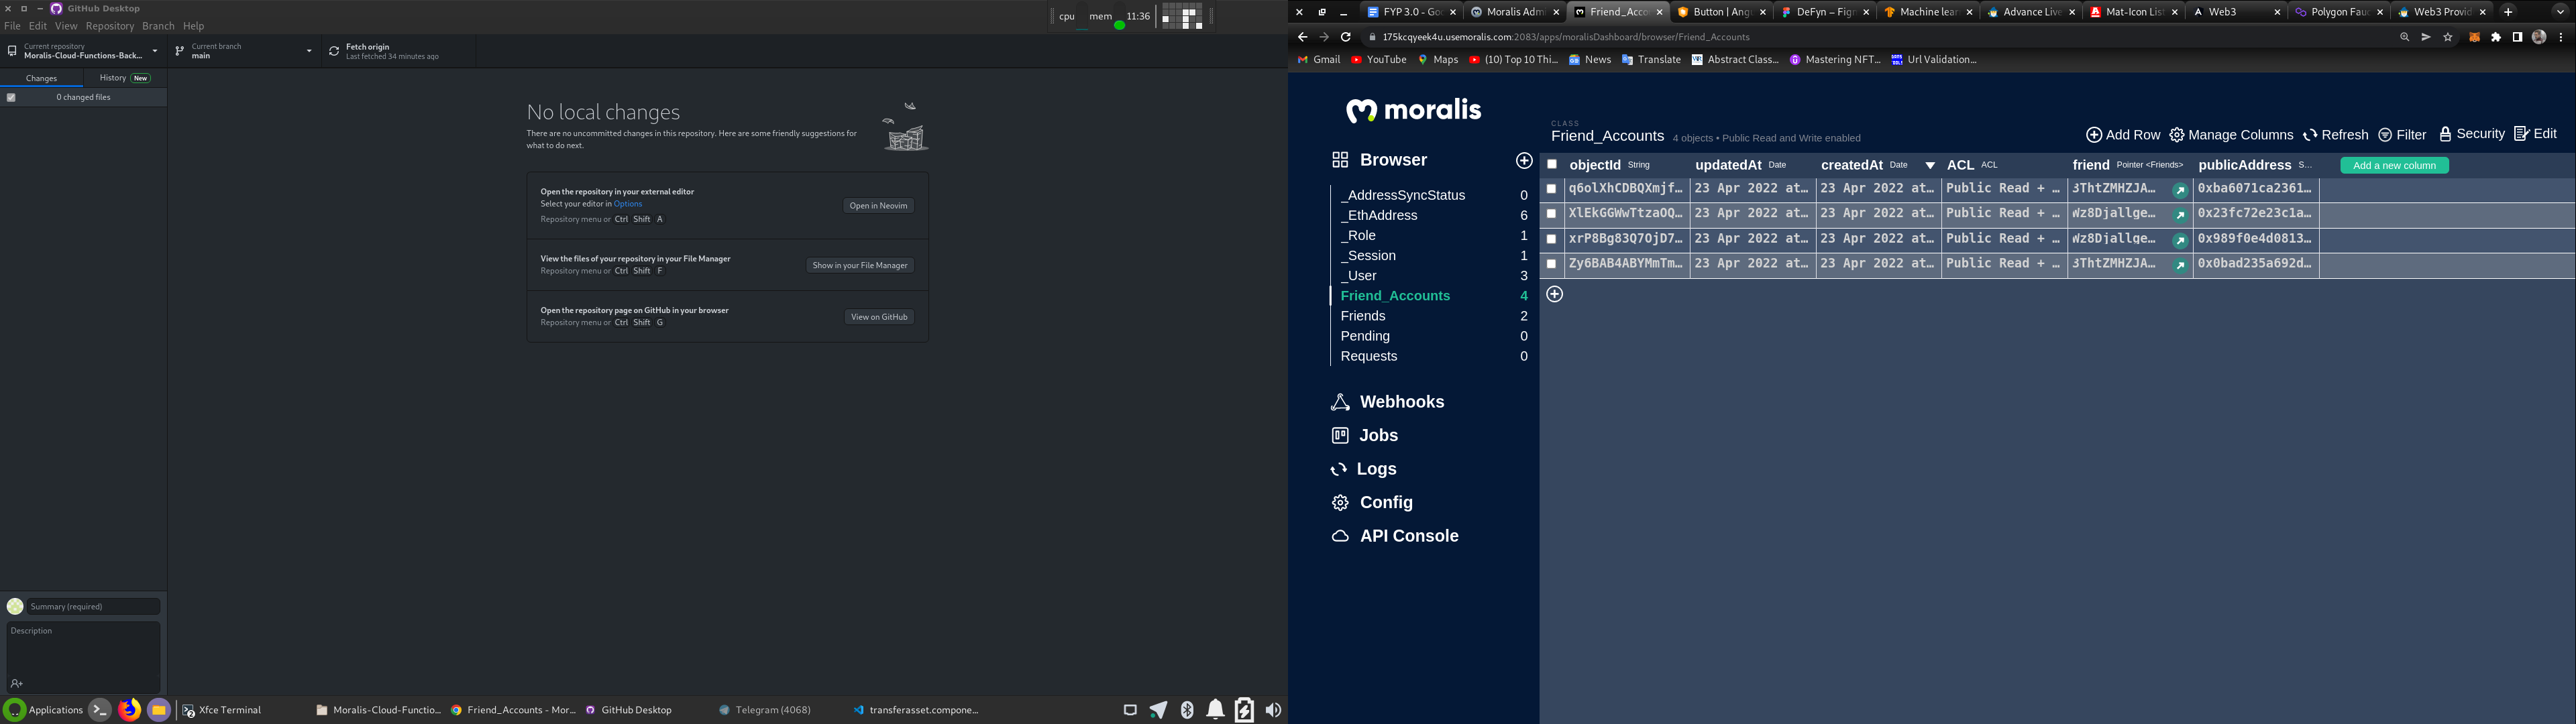 GitHub Desktop
File Edit View Repository Branch Help
cpu mem 11:36
Current repository
Moralis-Cloud-Functions-Back...
Current branch
main
Fetch origin
Last fetched 34 minutes ago
Changes
History New
0 changed files
No local changes
There are no uncommitted changes in this repository. Here are some friendly suggestions for
what to do next.
Open the repository in your external editor
Select your editor in Options
Repository menu or Ctrl Shift A
Open in Neovim
View the files of your repository in your File Manager
Repository menu or Ctrl Shift F
Show in your File Manager
Open the repository page on GitHub in your browser
Repository menu or Ctrl Shift G
View on GitHub
Summary (required)
Description
Applications
Xfce Terminal
Moralis-Cloud-Functio...
Friend_Accounts - Mor...
GitHub Desktop
Telegram (4068)
transferasset.compone...
FYP 3.0 - Goo
Moralis Adm
Friend_Accou
Button | Angu
DeFyn – Figm
Machine lear
Advance Live
Mat-Icon List
Web3
Polygon Fauc
Web3 Provid
175kcqyeek4u.usemoralis.com:2083/apps/moralisDashboard/browser/Friend_Accounts
Gmail
YouTube
Maps
(10) Top 10 Thi...
News
Translate
Abstract Class...
Mastering NFT...
Url Validation...
moralis
Browser
_AddressSyncStatus 0
_EthAddress 6
_Role 1
_Session 1
_User 3
Friend_Accounts 4
Friends 2
Pending 0
Requests 0
Webhooks
Jobs
Logs
Config
API Console
CLASS
Friend_Accounts 4 objects • Public Read and Write enabled
Add Row Manage Columns Refresh Filter Security Edit
objectId String updatedAt Date createdAt Date ACL ACL friend Pointer <Friends> publicAddress S... Add a new column
q6olXhCDBQXmjf... 23 Apr 2022 at... 23 Apr 2022 at... Public Read + ... 3ThtZMHZJA... 0xba6071ca2361...
XlEkGGWwTtzaOQ... 23 Apr 2022 at... 23 Apr 2022 at... Public Read + ... Wz8Djallge... 0x23fc72e23c1a...
xrP8Bg83Q7OjD7... 23 Apr 2022 at... 23 Apr 2022 at... Public Read + ... Wz8Djallge... 0x989f0e4d0813...
Zy6BAB4ABYMmTm... 23 Apr 2022 at... 23 Apr 2022 at... Public Read + ... 3ThtZMHZJA... 0x0bad235a692d...